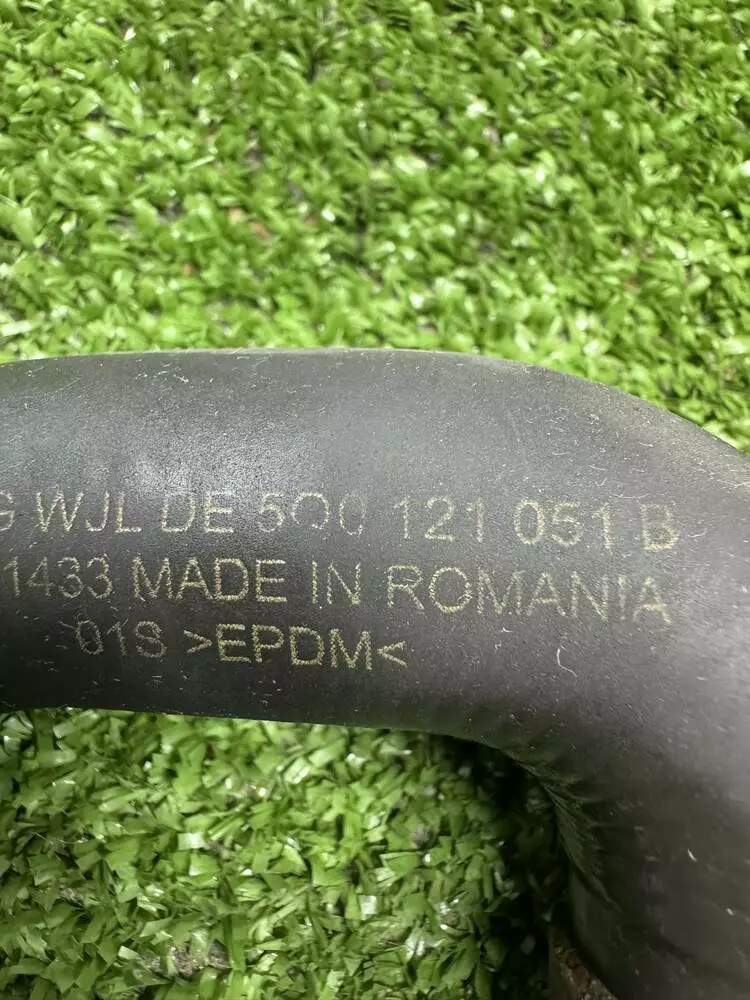 G WJL DE 5Q0 121 051 B
1433 MADE IN ROMANIA
01S >EPDM<